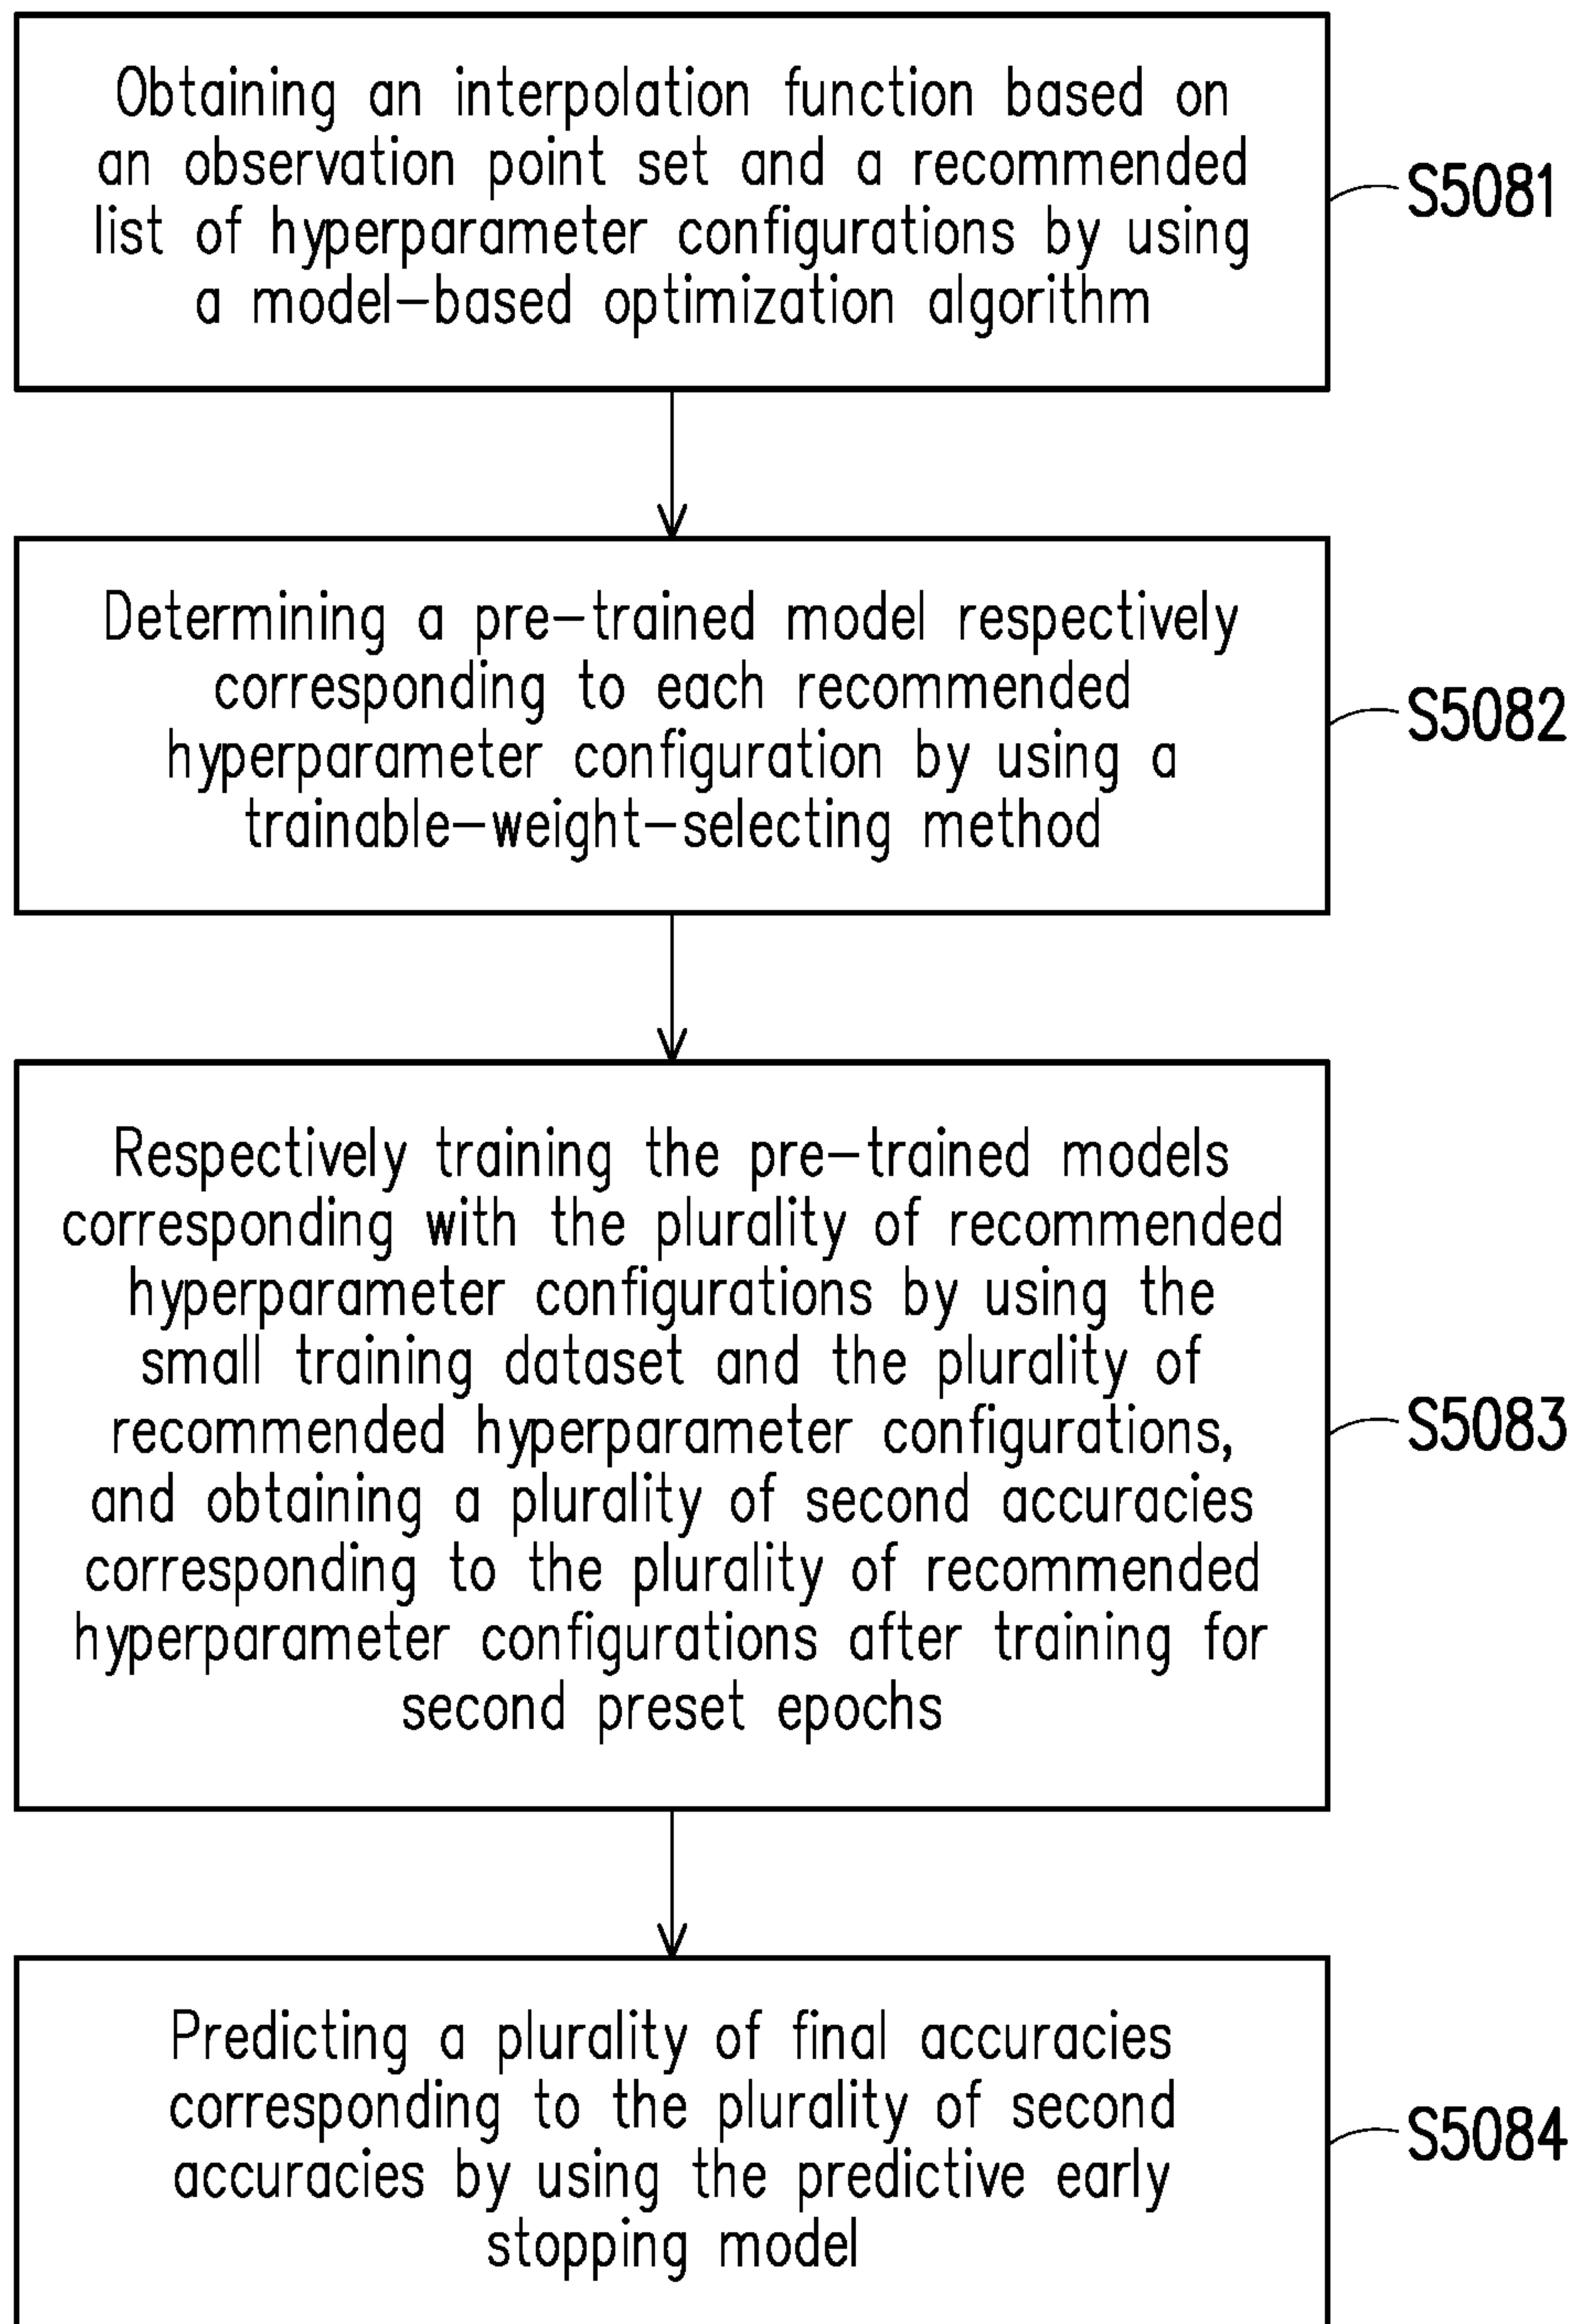 Obtaining an interpolation function based on
an observation point set and a recommended
list of hyperparameter configurations by using
a model-based optimization algorithm
S5081
Determining a pre-trained model respectively
corresponding to each recommended
hyperparameter configuration by using a
trainable-weight-selecting method
S5082
Respectively training the pre-trained models
corresponding with the plurality of recommended
hyperparameter configurations by using the
small training dataset and the plurality of
recommended hyperparameter configurations,
and obtaining a plurality of second accuracies
corresponding to the plurality of recommended
hyperparameter configurations after training for
second preset epochs
S5083
Predicting a plurality of final accuracies
corresponding to the plurality of second
accuracies by using the predictive early
stopping model
S5084